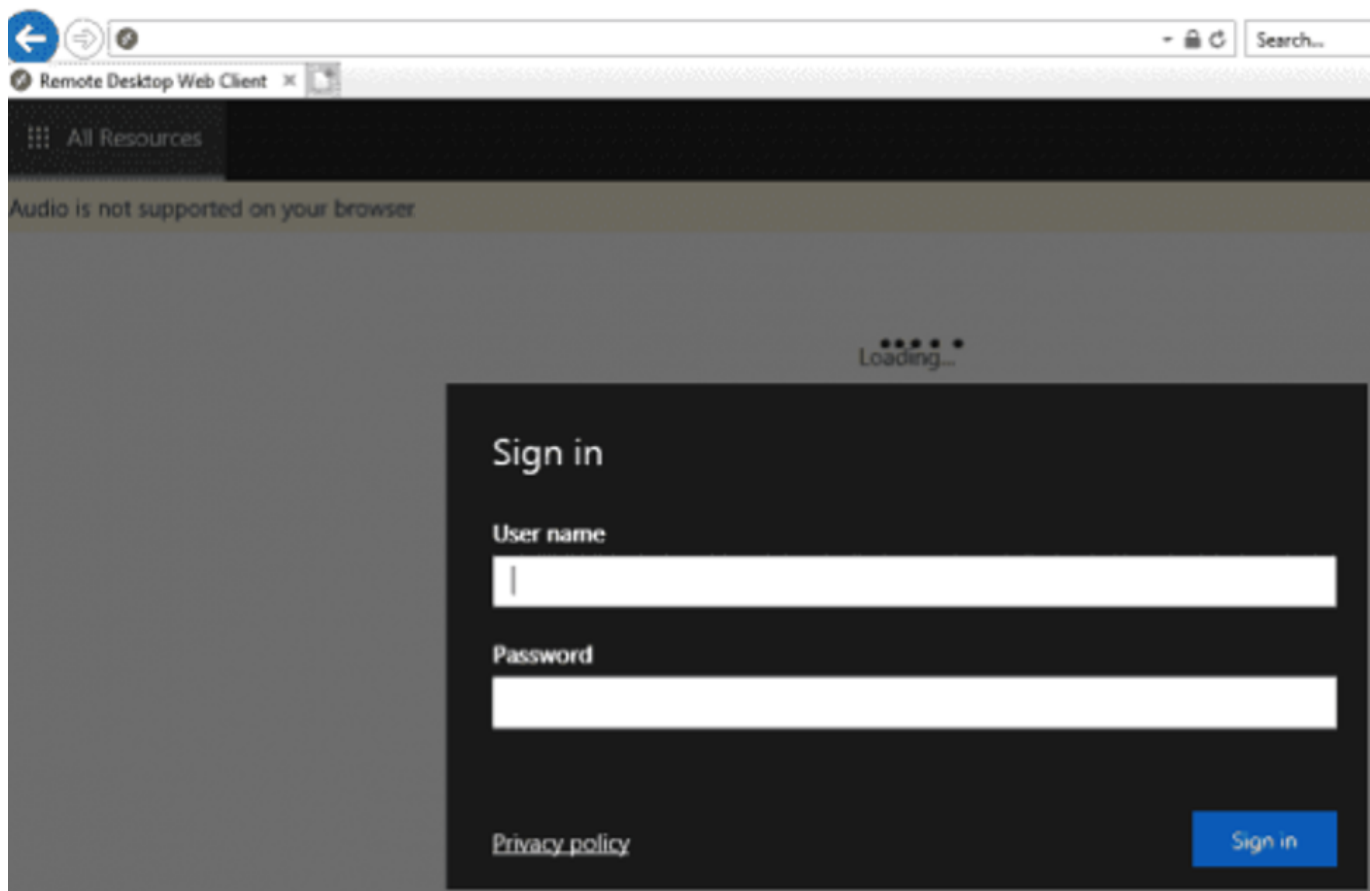 Search...
Remote Desktop Web Client
All Resources
Audio is not supported on your browser
Loading...
Sign in
User name
Password
Privacy policy
Sign in